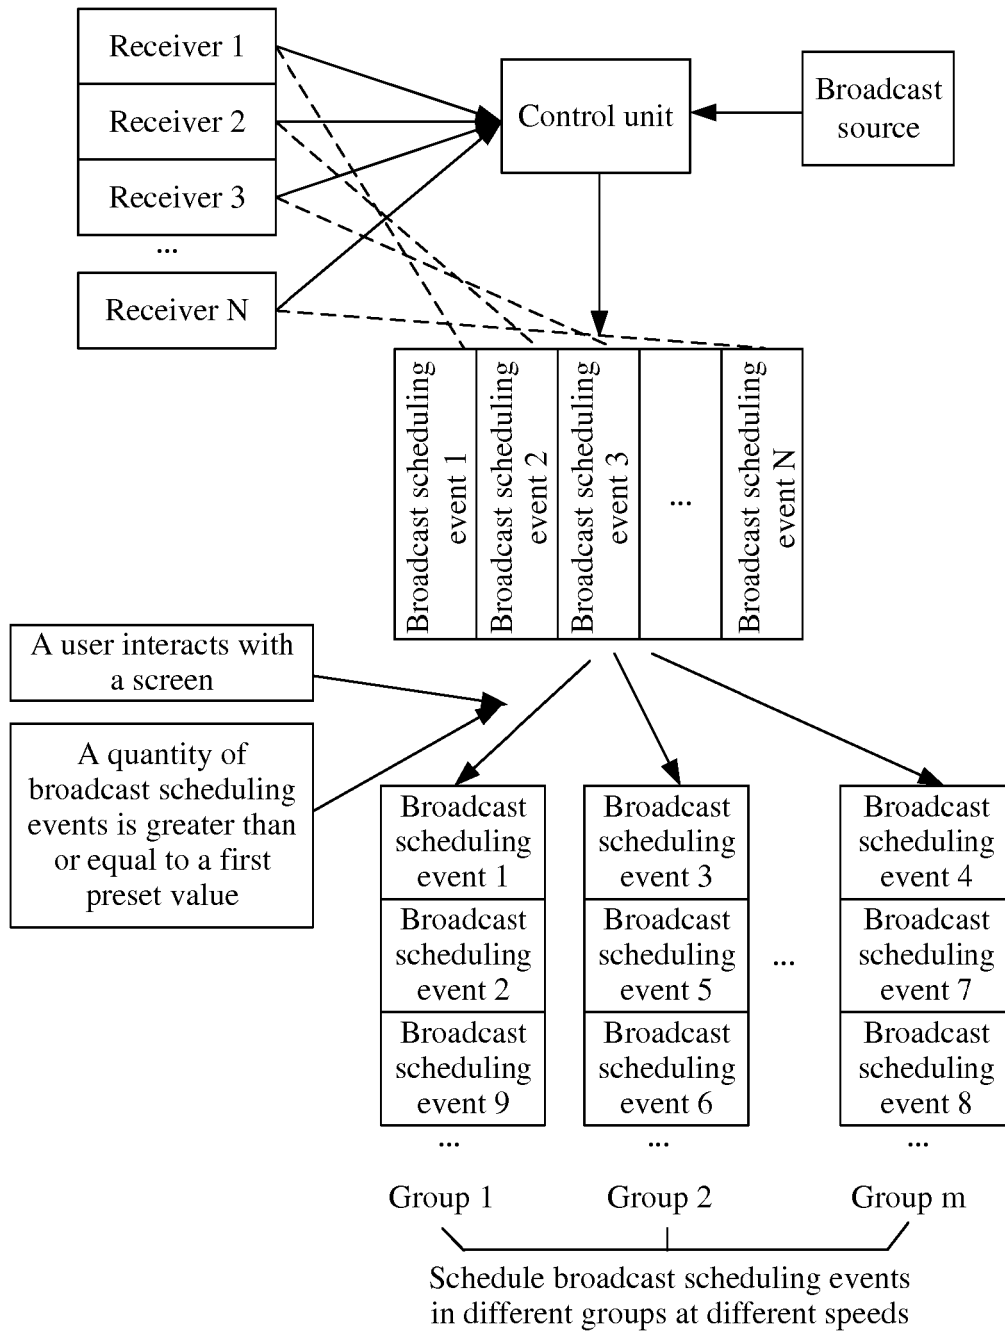 Receiver 1
Receiver 2
Receiver 3
...
Receiver N
Control unit
Broadcast
source
Broadcast scheduling
event 1
Broadcast scheduling
event 2
Broadcast scheduling
event 3
...
Broadcast scheduling
event N
A user interacts with
a screen
A quantity of
broadcast scheduling
events is greater than
or equal to a first
preset value
Broadcast
scheduling
event 1
Broadcast
scheduling
event 2
Broadcast
scheduling
event 9
...
Group 1
Broadcast
scheduling
event 3
Broadcast
scheduling
event 5
Broadcast
scheduling
event 6
...
Group 2
...
Broadcast
scheduling
event 4
Broadcast
scheduling
event 7
Broadcast
scheduling
event 8
...
Group m
Schedule broadcast scheduling events
in different groups at different speeds